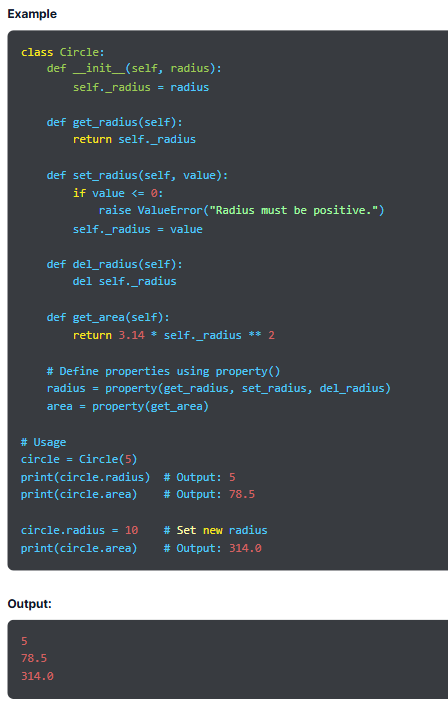 Example
class Circle:
    def __init__(self, radius):
        self._radius = radius

    def get_radius(self):
        return self._radius

    def set_radius(self, value):
        if value <= 0:
            raise ValueError("Radius must be positive.")
        self._radius = value

    def del_radius(self):
        del self._radius

    def get_area(self):
        return 3.14 * self._radius ** 2

    # Define properties using property()
    radius = property(get_radius, set_radius, del_radius)
    area = property(get_area)

# Usage
circle = Circle(5)
print(circle.radius)  # Output: 5
print(circle.area)    # Output: 78.5

circle.radius = 10    # Set new radius
print(circle.area)    # Output: 314.0

Output:
5
78.5
314.0